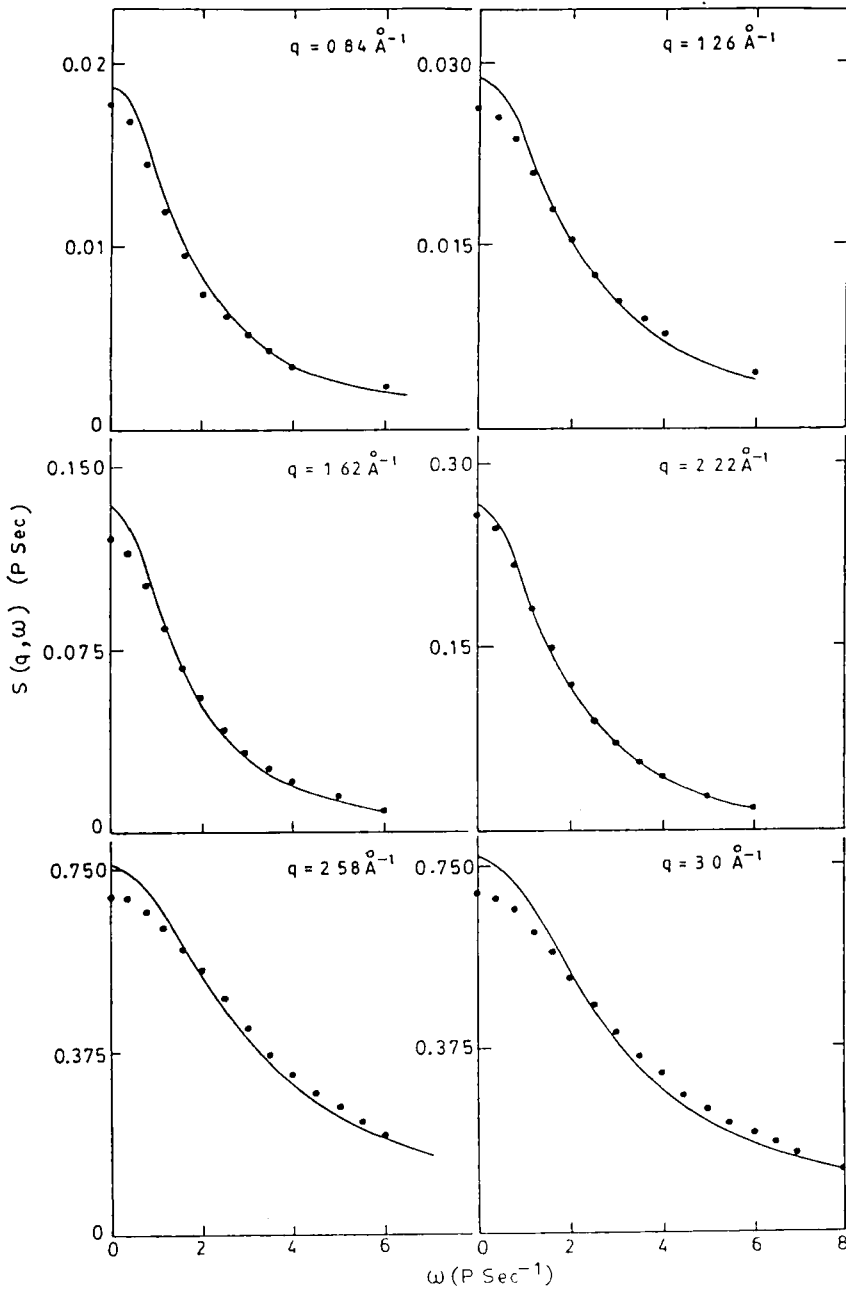 q = 0.84 Å⁻¹
0.02
0.01
0
q = 1.26 Å⁻¹
0.030
0.015
q = 1.62 Å⁻¹
0.150
0.075
0
q = 2.22 Å⁻¹
0.30
0.15
q = 2.58 Å⁻¹
0.750
0.375
0
q = 3.0 Å⁻¹
0.750
0.375
S(q,ω) (P Sec)
0 2 4 6 0 2 4 6 8
ω(P Sec⁻¹)